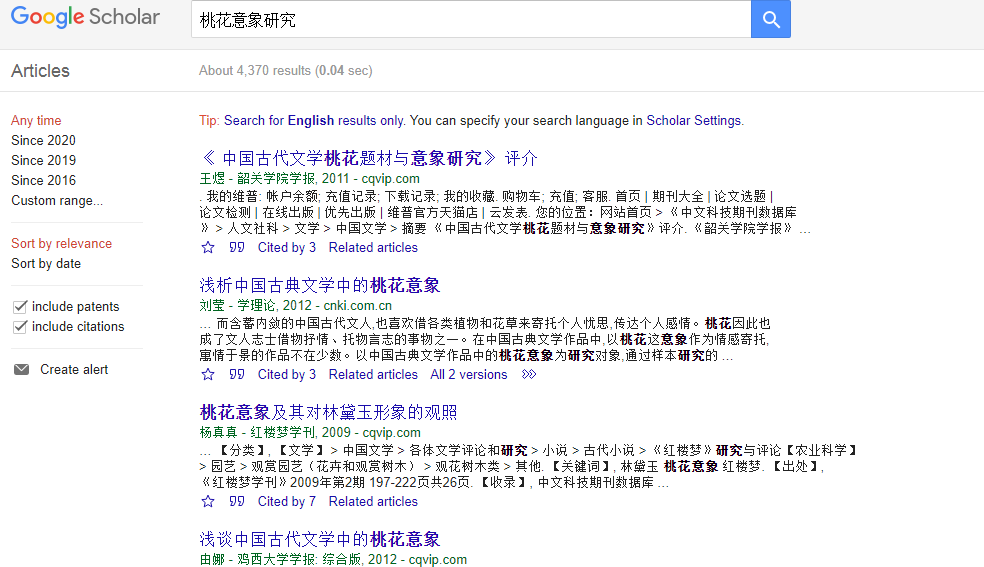 Google Scholar
桃花意象研究
Articles
About 4,370 results (0.04 sec)
Any time
Since 2020
Since 2019
Since 2016
Custom range...
Sort by relevance
Sort by date
include patents
include citations
Create alert
Tip: Search for English results only. You can specify your search language in Scholar Settings.
《 中国古代文学桃花题材与意象研究》 评介
王煜 - 韶关学院学报, 2011 - cqvip.com
. 我的维普: 帐户余额; 充值记录; 下载记录; 我的收藏. 购物车; 充值; 客服. 首页 | 期刊大全 | 论文选题 |
论文检测 | 在线出版 | 优先出版 | 维普官方天猫店 | 云发表. 您的位置：网站首页 > 《中文科技期刊数据库
》 > 人文社科 > 文学 > 中国文学 > 摘要 《中国古代文学桃花题材与意象研究》评介. 《韶关学院学报》 ...
Cited by 3 Related articles
浅析中国古典文学中的桃花意象
刘莹 - 学理论, 2012 - cnki.com.cn
... 而含蓄内敛的中国古代文人,也喜欢借各类植物和花草来寄托个人忧思,传达个人感情。桃花因此也
成了文人志士借物抒情、托物言志的事物之一。在中国古典文学作品中,以桃花这意象作为情感寄托,
寓情于景的作品不在少数。以中国古典文学作品中的桃花意象为研究对象,通过样本研究的 ...
Cited by 3 Related articles All 2 versions
桃花意象及其对林黛玉形象的观照
杨真真 - 红楼梦学刊, 2009 - cqvip.com
... 【分类】, 【文学】 > 中国文学 > 各体文学评论和研究 > 小说 > 古代小说 > 《红楼梦》研究与评论【农业科学】
> 园艺 > 观赏园艺（花卉和观赏树木） > 观花树木类 > 其他. 【关键词】, 林黛玉 桃花意象 红楼梦. 【出处】,
《红楼梦学刊》2009年第2期 197-222页共26页. 【收录】, 中文科技期刊数据库 ...
Cited by 7 Related articles
浅谈中国古代文学中的桃花意象
由娜 - 鸡西大学学报: 综合版, 2012 - cqvip.com